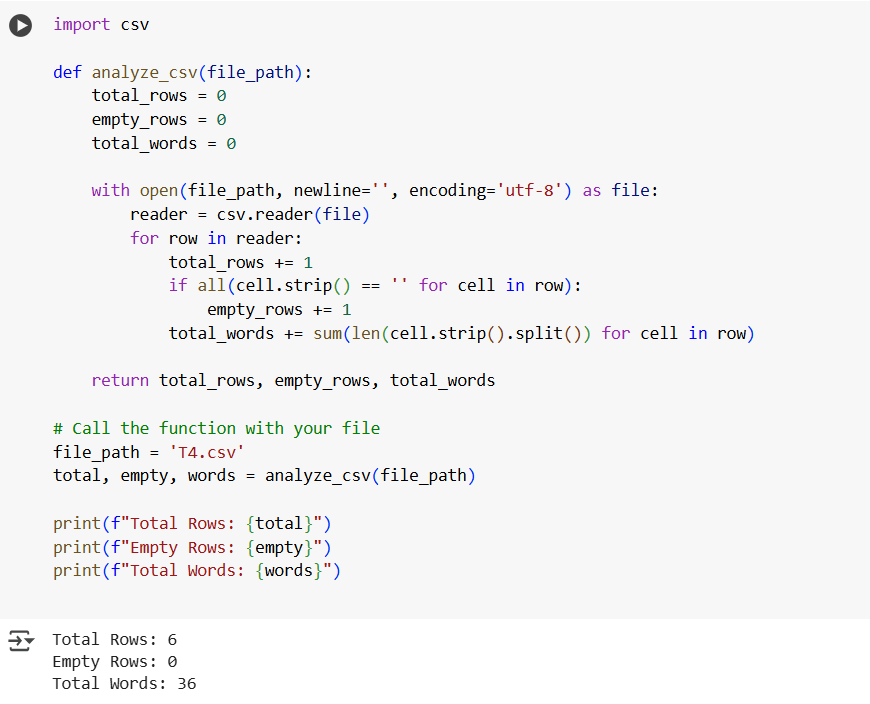 import csv

def analyze_csv(file_path):
    total_rows = 0
    empty_rows = 0
    total_words = 0

    with open(file_path, newline='', encoding='utf-8') as file:
        reader = csv.reader(file)
        for row in reader:
            total_rows += 1
            if all(cell.strip() == '' for cell in row):
                empty_rows += 1
            total_words += sum(len(cell.strip().split()) for cell in row)

    return total_rows, empty_rows, total_words

# Call the function with your file
file_path = 'T4.csv'
total, empty, words = analyze_csv(file_path)

print(f"Total Rows: {total}")
print(f"Empty Rows: {empty}")
print(f"Total Words: {words}")

Total Rows: 6
Empty Rows: 0
Total Words: 36